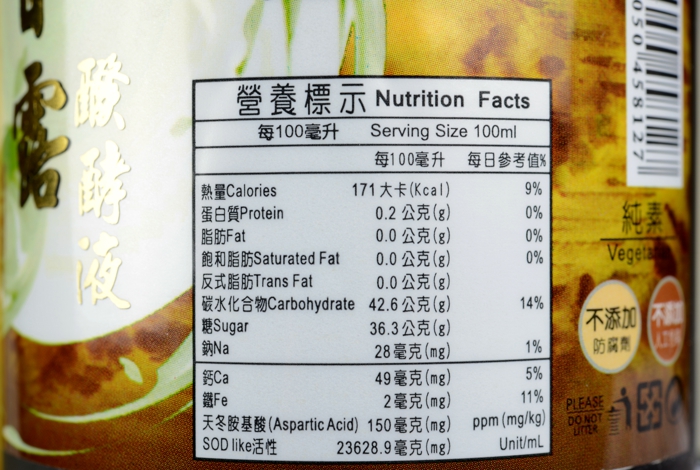 露
醱酵液
營養標示 Nutrition Facts
每100毫升 Serving Size 100ml
每100毫升 每日參考值%
熱量Calories 171 大卡(Kcal) 9%
蛋白質Protein 0.2 公克(g) 0%
脂肪Fat 0.0 公克(g) 0%
飽和脂肪Saturated Fat 0.0 公克(g) 0%
反式脂肪Trans Fat 0.0 公克(g)
碳水化合物Carbohydrate 42.6 公克(g) 14%
糖Sugar 36.3 公克(g)
鈉Na 28 毫克(mg) 1%
鈣Ca 49 毫克(mg) 5%
鐵Fe 2 毫克(mg) 11%
天冬胺基酸(Aspartic Acid) 150 毫克(mg) ppm(mg/kg)
SOD like活性 23628.9 毫克(mg) Unit/mL
050 458127
純素
不添加
防腐劑
不添加
PLEASE
DO NOT
LITTER